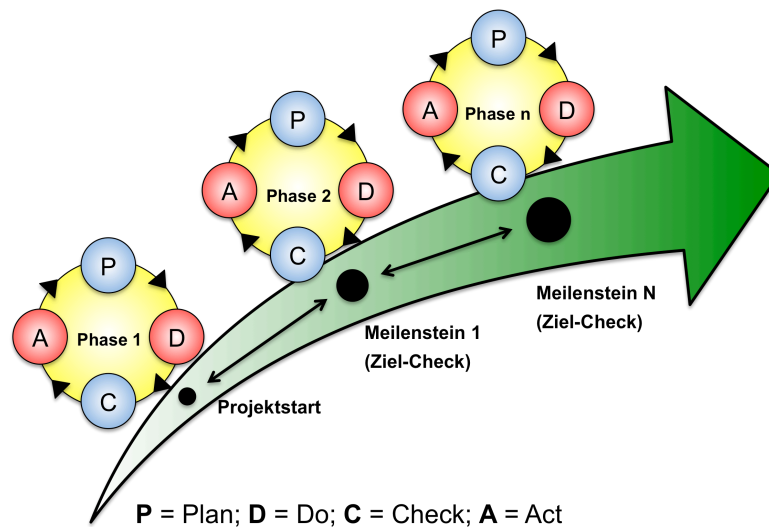 P
A
Phase n
D
C
P
A
Phase 2
D
C
P
A
Phase 1
D
C
Meilenstein N
(Ziel-Check)
Meilenstein 1
(Ziel-Check)
Projektstart
P = Plan; D = Do; C = Check; A = Act